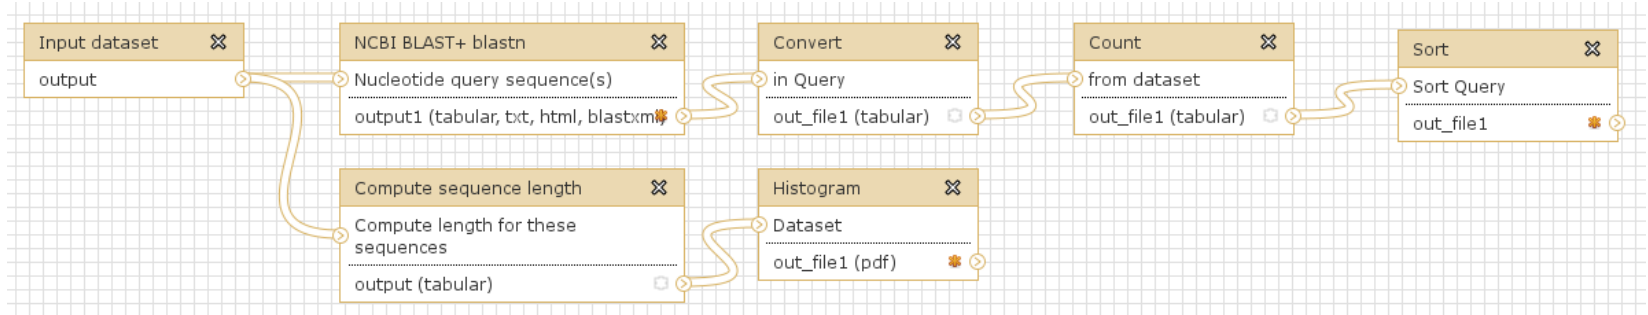 Input dataset
output
NCBI BLAST+ blastn
Nucleotide query sequence(s)
output1 (tabular, txt, html, blastxml)
Convert
in Query
out_file1 (tabular)
Count
from dataset
out_file1 (tabular)
Sort
Sort Query
out_file1
Compute sequence length
Compute length for these
sequences
output (tabular)
Histogram
Dataset
out_file1 (pdf)